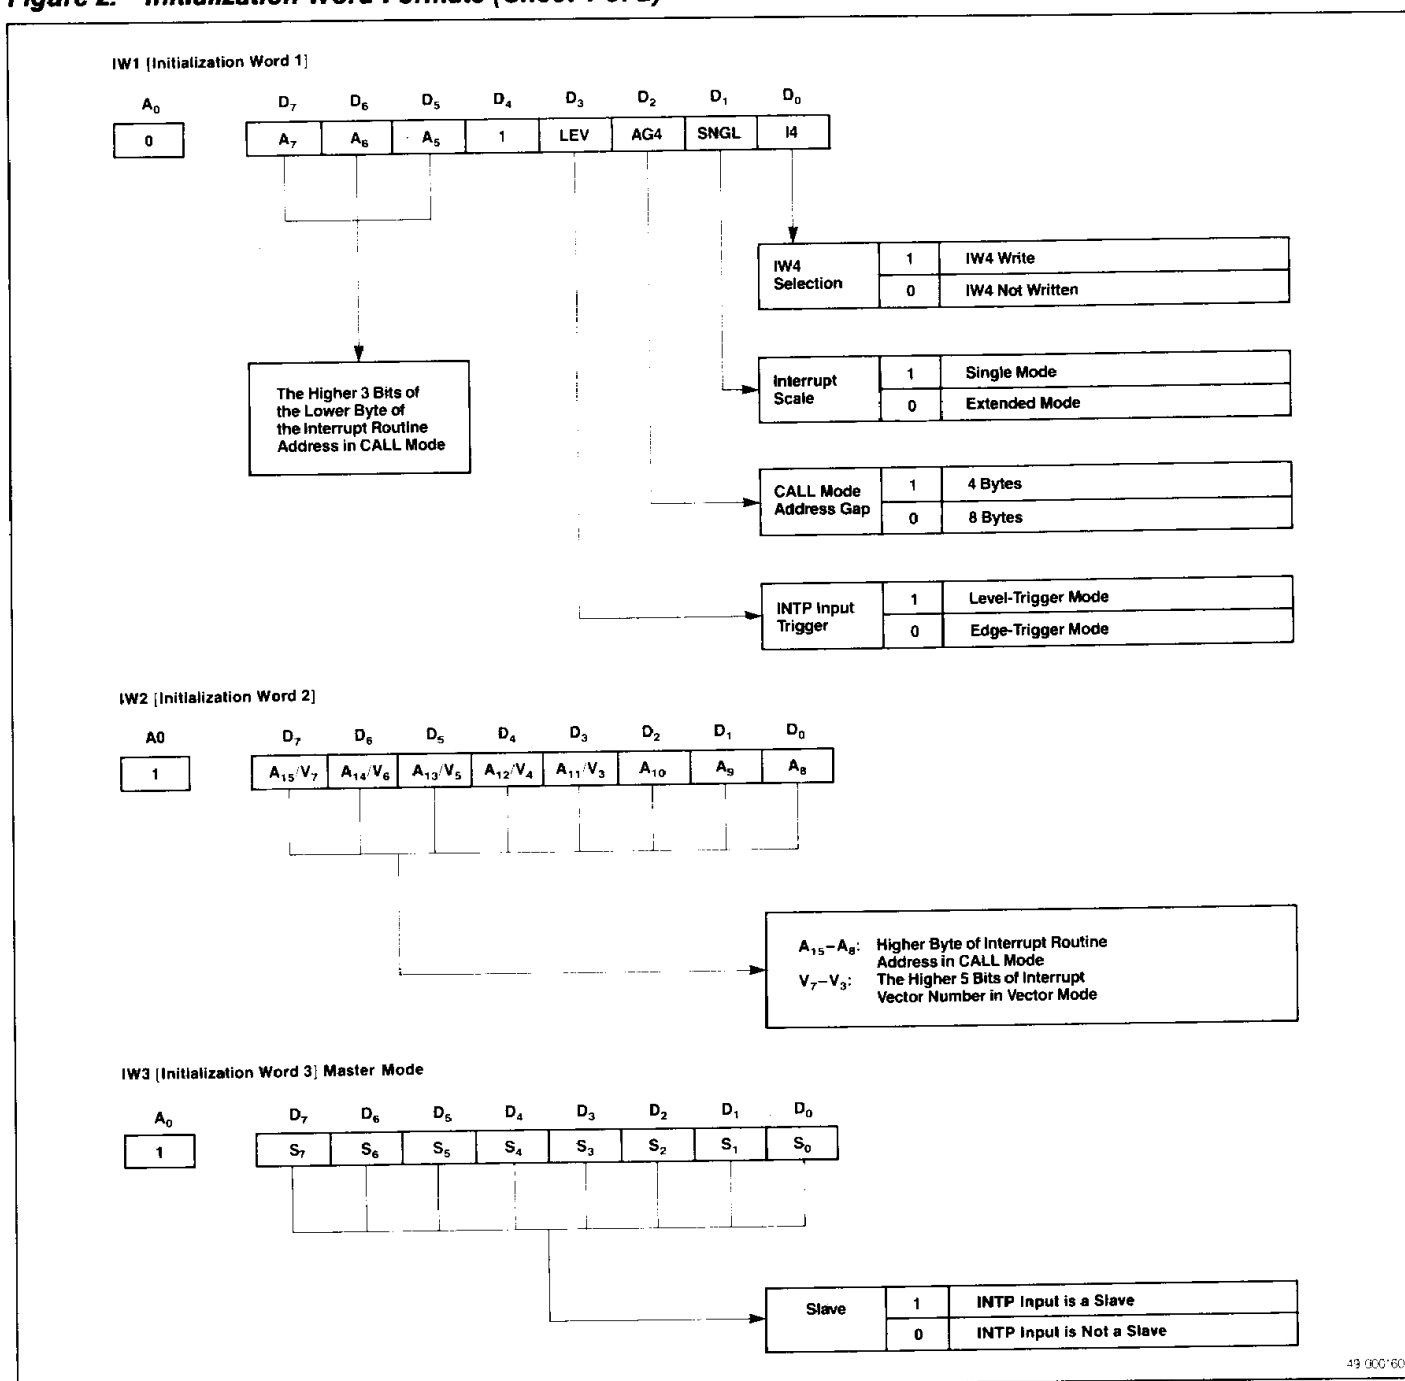 Figure 2. Initialization Word Formats (Sheet 1 of 2)
IW1 [Initialization Word 1]
A₀ D₇ D₆ D₅ D₄ D₃ D₂ D₁ D₀
0 A₇ A₆ A₅ 1 LEV AG4 SNGL I4
IW4
Selection
1 IW4 Write
0 IW4 Not Written
Interrupt
Scale
1 Single Mode
0 Extended Mode
The Higher 3 Bits of
the Lower Byte of
the Interrupt Routine
Address in CALL Mode
CALL Mode
Address Gap
1 4 Bytes
0 8 Bytes
INTP Input
Trigger
1 Level-Trigger Mode
0 Edge-Trigger Mode
IW2 [Initialization Word 2]
A0 D₇ D₆ D₅ D₄ D₃ D₂ D₁ D₀
1 A₁₅/V₇ A₁₄/V₆ A₁₃/V₅ A₁₂/V₄ A₁₁/V₃ A₁₀ A₉ A₈
A₁₅–A₈: Higher Byte of Interrupt Routine
Address in CALL Mode
V₇–V₃: The Higher 5 Bits of Interrupt
Vector Number in Vector Mode
IW3 [Initialization Word 3] Master Mode
A₀ D₇ D₆ D₅ D₄ D₃ D₂ D₁ D₀
1 S₇ S₆ S₅ S₄ S₃ S₂ S₁ S₀
Slave
1 INTP Input is a Slave
0 INTP Input is Not a Slave